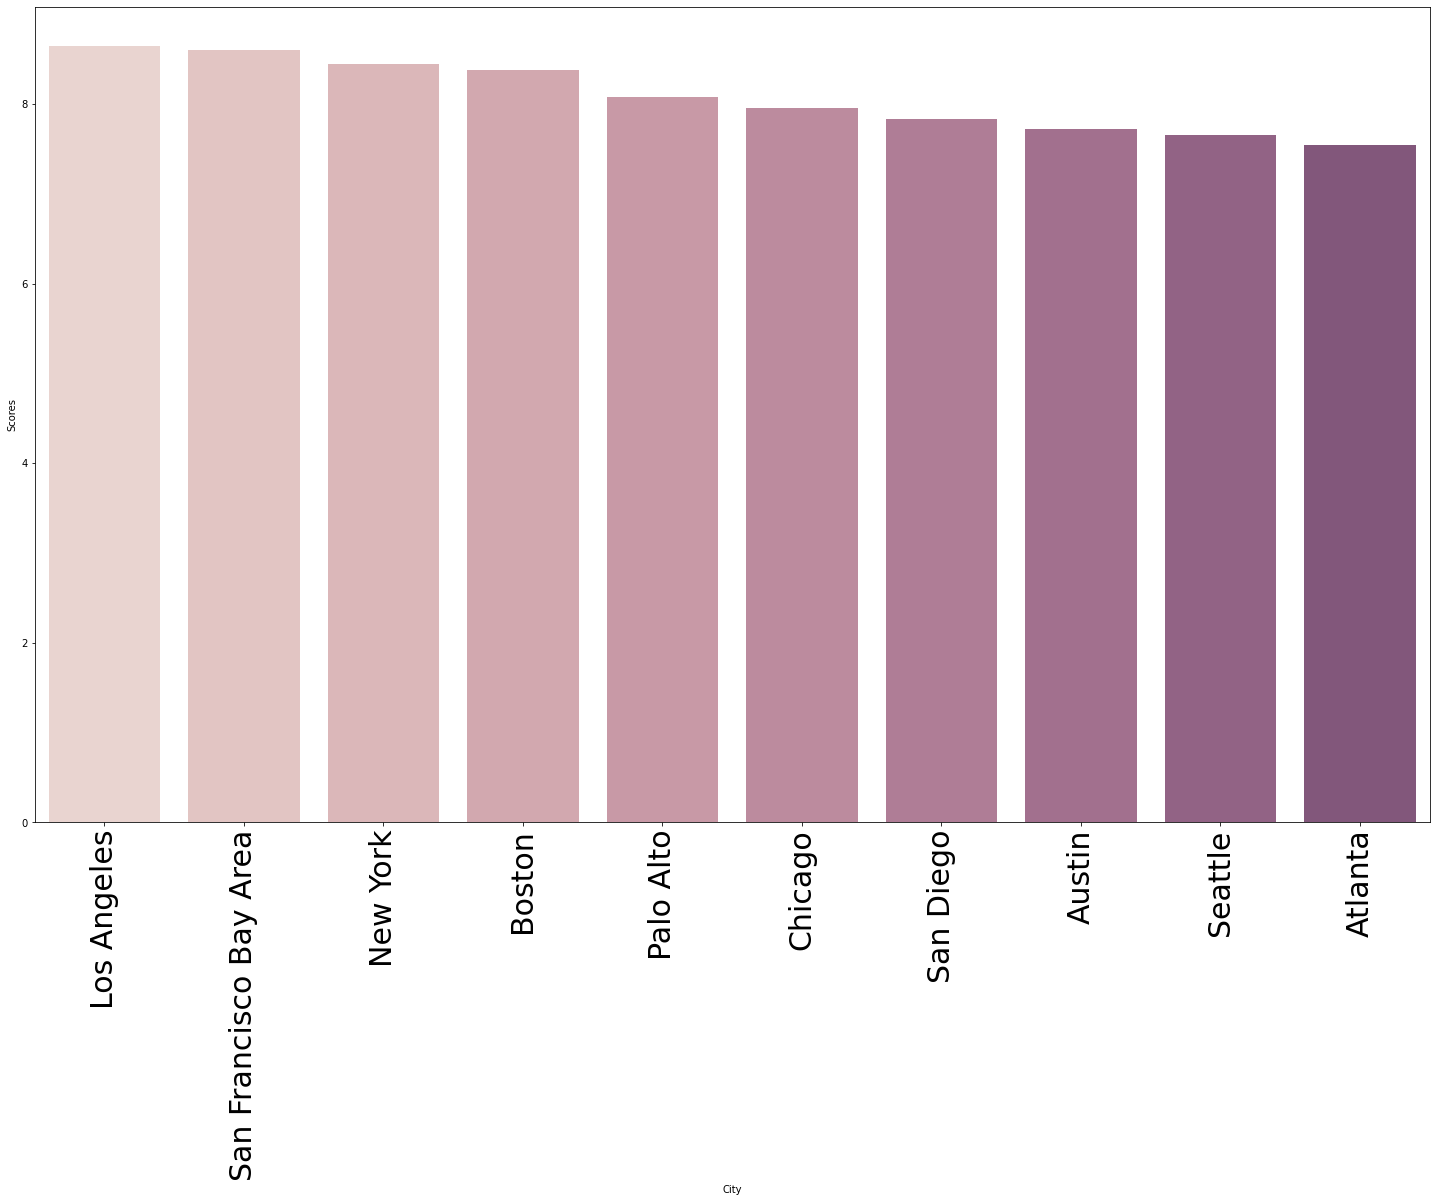 8
6
4
2
0
Scores
Los Angeles
San Francisco Bay Area
New York
Boston
Palo Alto
Chicago
San Diego
Austin
Seattle
Atlanta
City